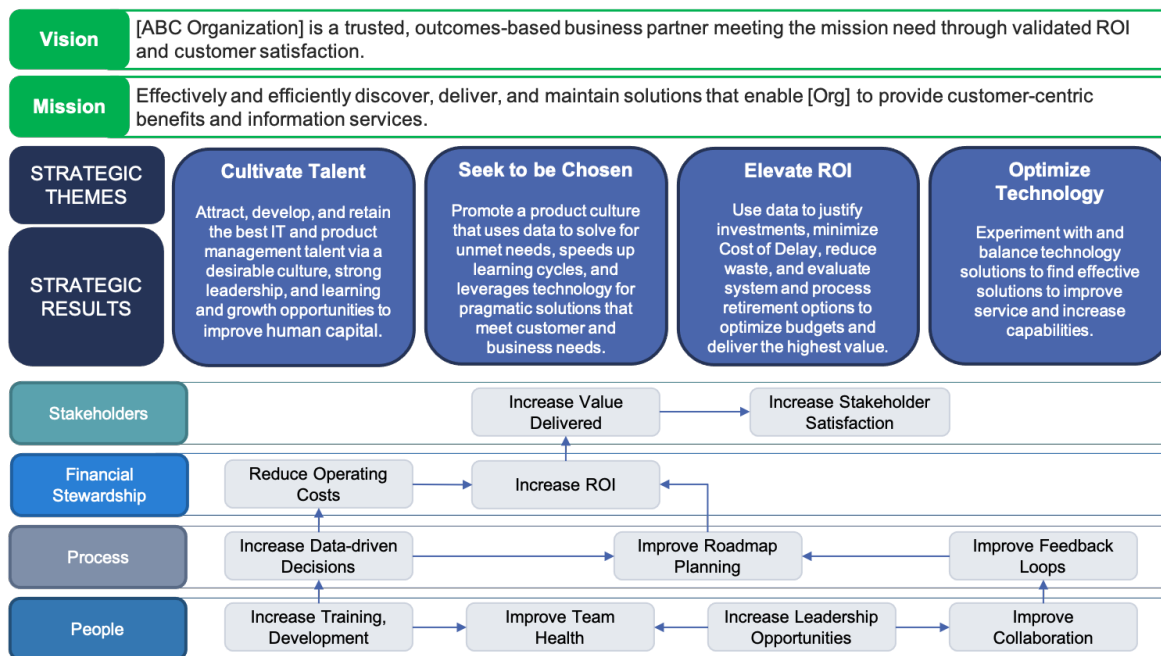 Vision
[ABC Organization] is a trusted, outcomes-based business partner meeting the mission need through validated ROI
and customer satisfaction.
Mission
Effectively and efficiently discover, deliver, and maintain solutions that enable [Org] to provide customer-centric
benefits and information services.
STRATEGIC
THEMES
STRATEGIC
RESULTS
Cultivate Talent
Attract, develop, and retain
the best IT and product
management talent via a
desirable culture, strong
leadership, and learning
and growth opportunities to
improve human capital.
Seek to be Chosen
Promote a product culture
that uses data to solve for
unmet needs, speeds up
learning cycles, and
leverages technology for
pragmatic solutions that
meet customer and
business needs.
Elevate ROI
Use data to justify
investments, minimize
Cost of Delay, reduce
waste, and evaluate
system and process
retirement options to
optimize budgets and
deliver the highest value.
Optimize
Technology
Experiment with and
balance technology
solutions to find effective
solutions to improve
service and increase
capabilities.
Stakeholders
Increase Value
Delivered
Increase Stakeholder
Satisfaction
Financial
Stewardship
Reduce Operating
Costs
Increase ROI
Process
Increase Data-driven
Decisions
Improve Roadmap
Planning
Improve Feedback
Loops
People
Increase Training,
Development
Improve Team
Health
Increase Leadership
Opportunities
Improve
Collaboration